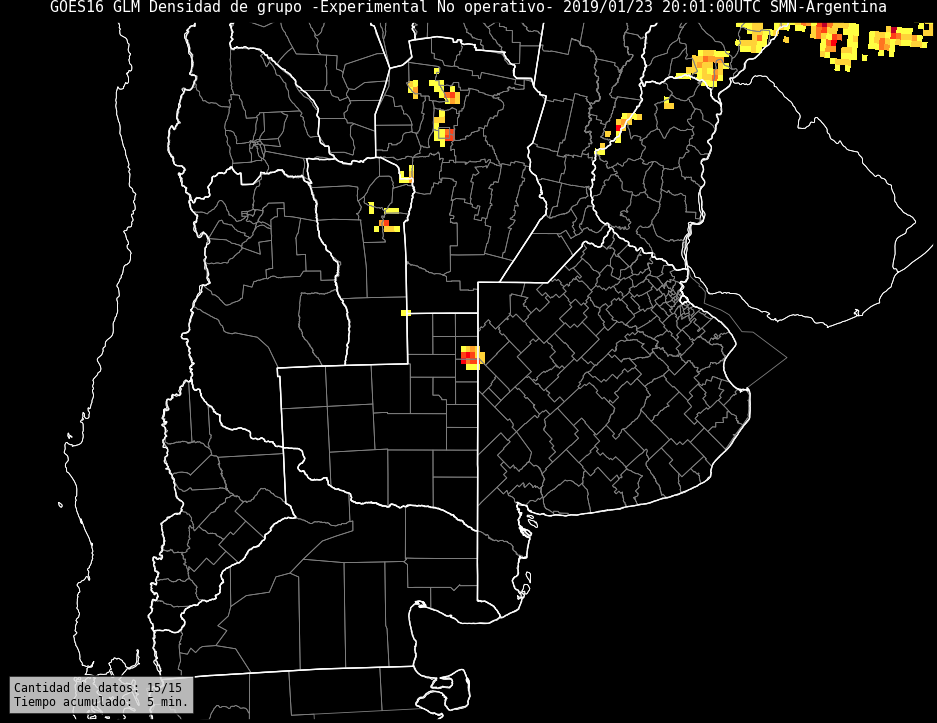 GOES16 GLM Densidad de grupo -Experimental No operativo- 2019/01/23 20:01:00UTC SMN-Argentina
Cantidad de datos: 15/15
Tiempo acumulado:  5 min.